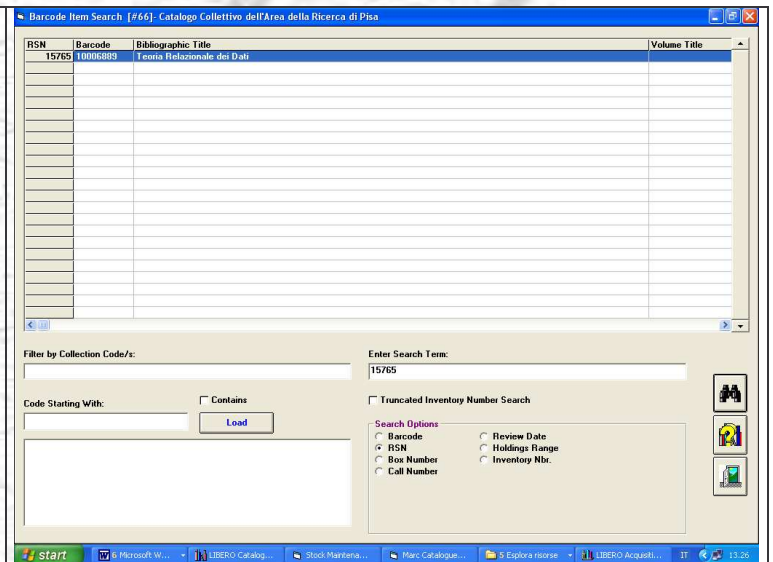 Barcode Item Search [#66]- Catalogo Collettivo dell'Area della Ricerca di Pisa
RSN Barcode Bibliographic Title Volume Title
15765 10006889 Teoria Relazionale dei Dati
Filter by Collection Code/s:
Enter Search Term:
15765
Code Starting With:
Contains
Load
Truncated Inventory Number Search
Search Options
Barcode Review Date
RSN Holdings Range
Box Number Inventory Nbr.
Call Number
start 6 Microsoft W... LIBERO Catalog... Stock Maintena... Marc Catalogue... 5 Esplora risorse LIBERO Acquisiti... IT 13.26